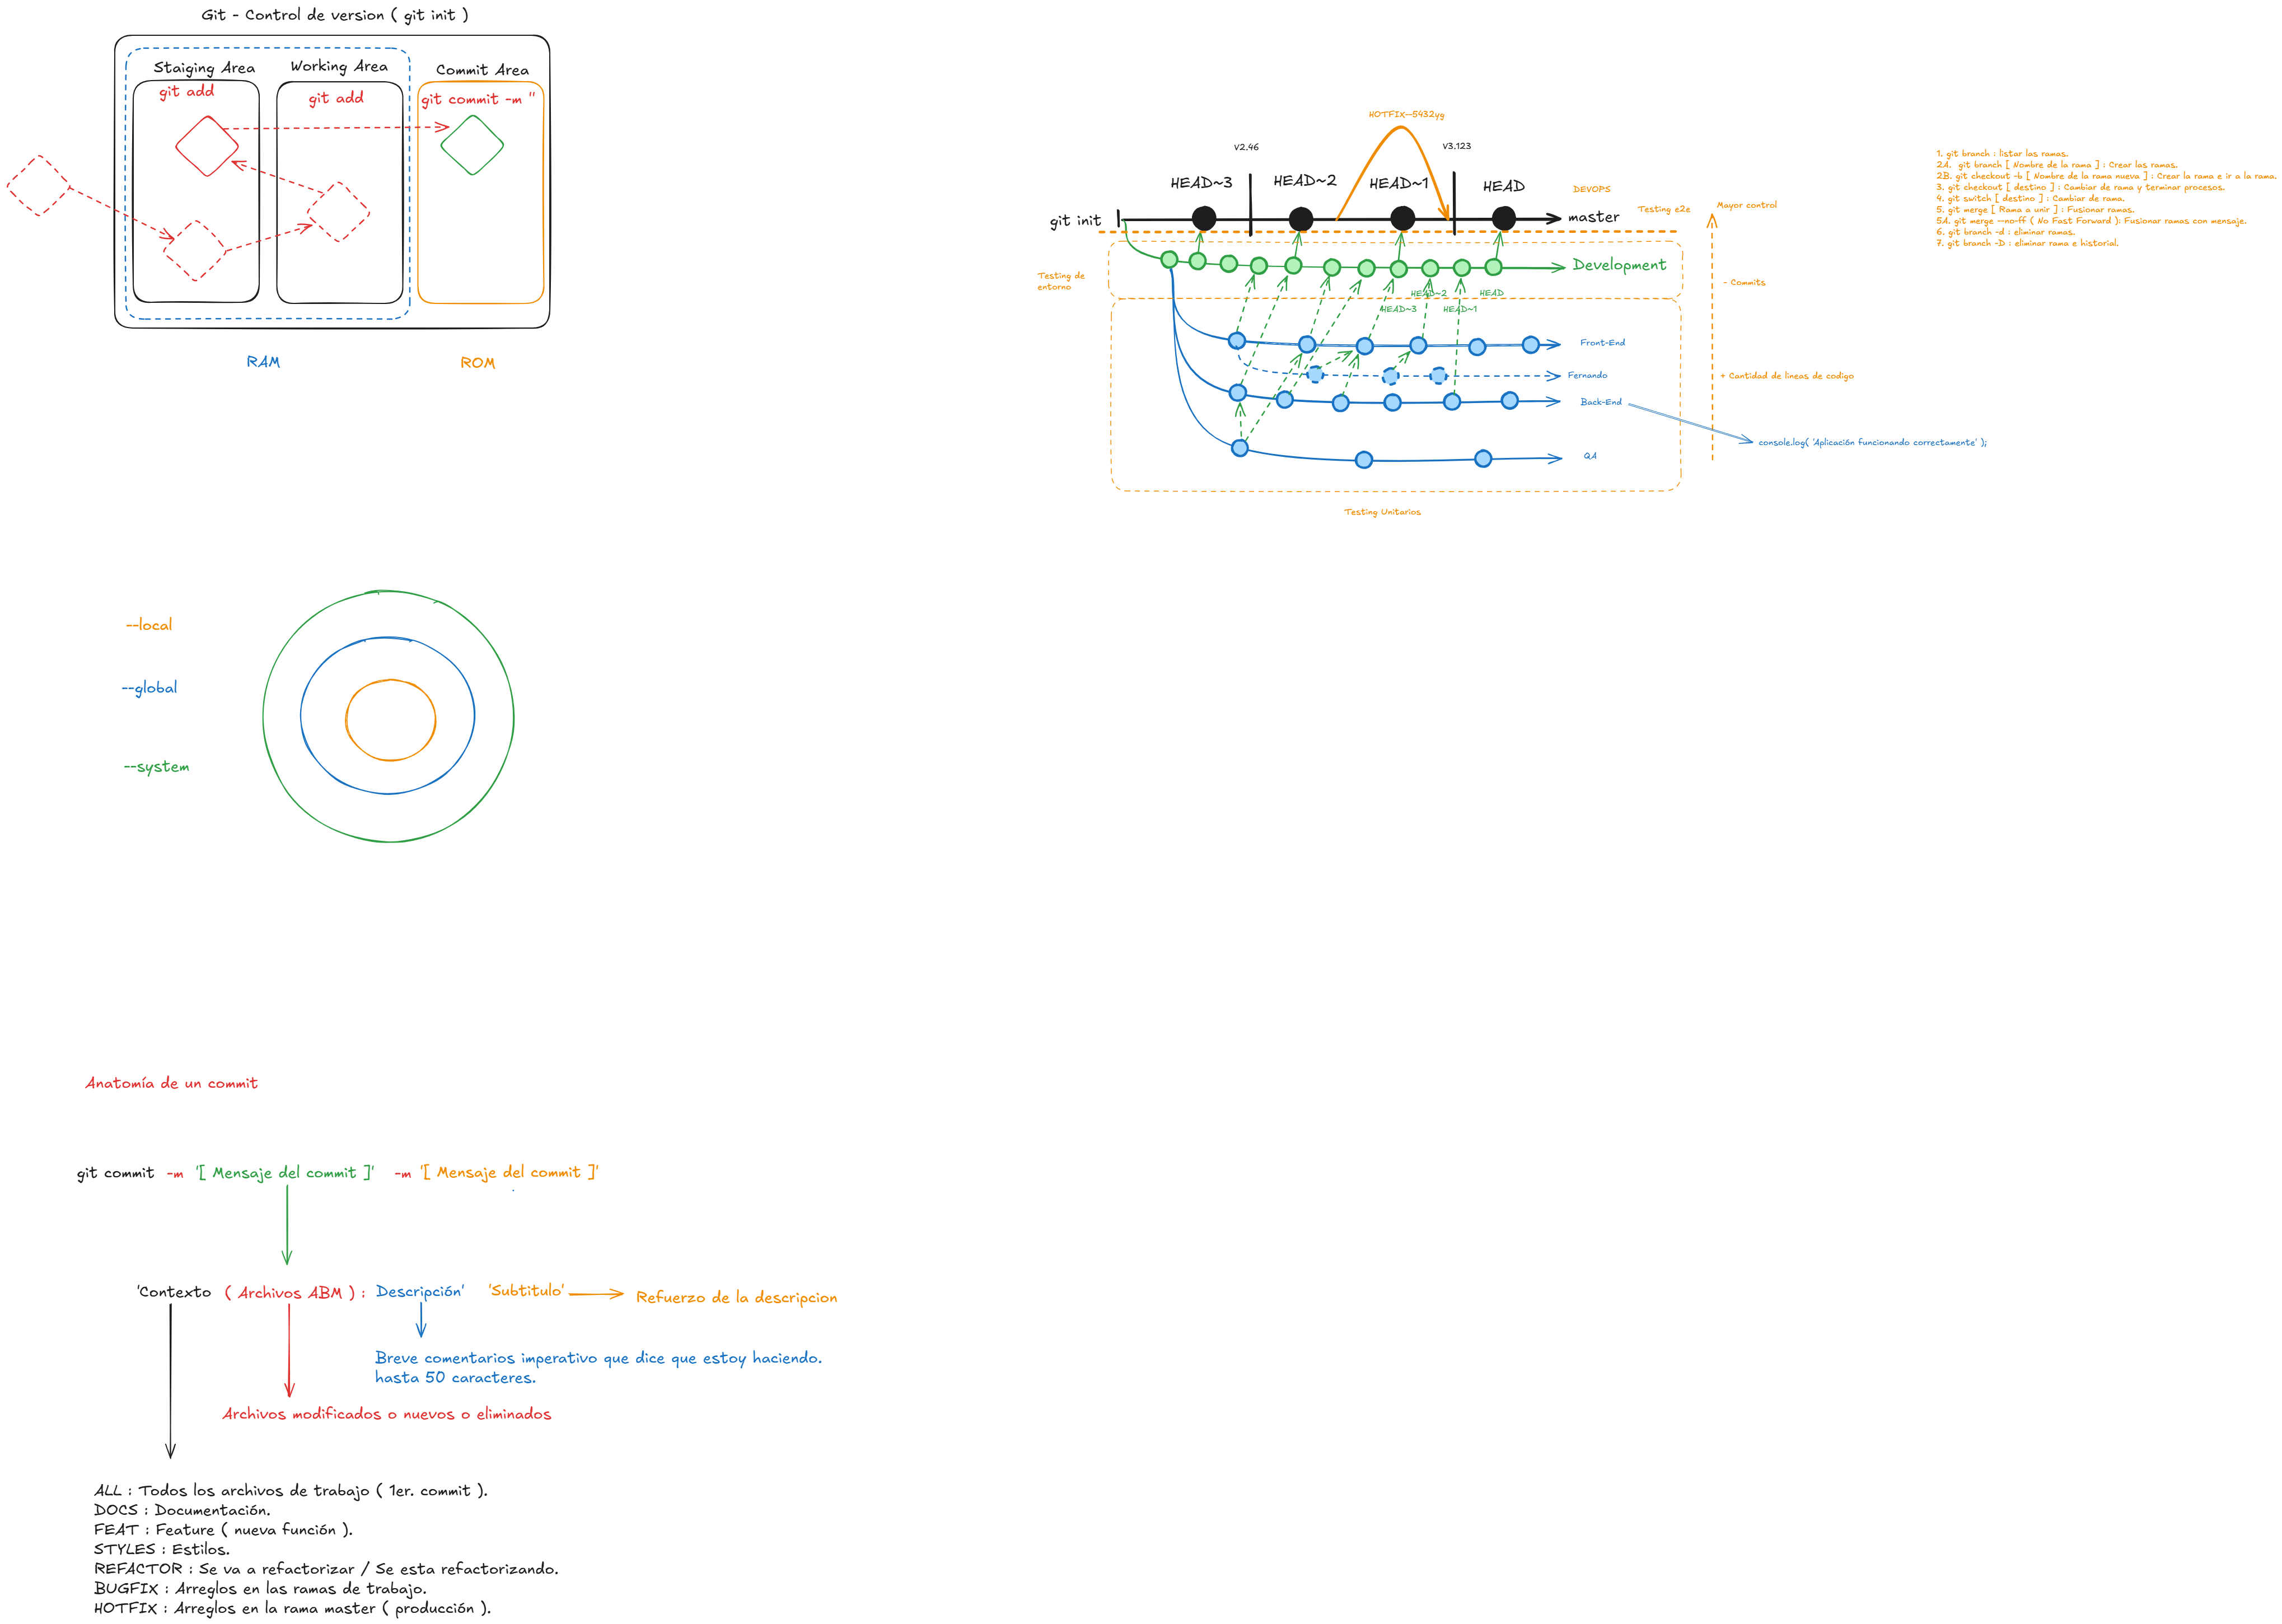 Git - Control de version ( git init )
Staiging Area
Working Area
Commit Area
git add
git add
git commit -m "
RAM
ROM
HOTFIX--5432yg
V2.46
V3.123
HEAD~3
HEAD~2
HEAD~1
HEAD
DEVOPS
git init
master
Testing e2e
Mayor control
Testing de
entorno
Development
- Commits
HEAD~2
HEAD
HEAD~3
HEAD~1
Front-End
Fernando
+ Cantidad de lineas de codigo
Back-End
console.log( 'Aplicación funcionando correctamente' );
QA
Testing Unitarios
1. git branch : listar las ramas.
2A. git branch [ Nombre de la rama ] : Crear las ramas.
2B. git checkout -b [ Nombre de la rama nueva ] : Crear la rama e ir a la rama.
3. git checkout [ destino ] : Cambiar de rama y terminar procesos.
4. git switch [ destino ] : Cambiar de rama.
5. git merge [ Rama a unir ] : Fusionar ramas.
5A. git merge --no-ff ( No Fast Forward ): Fusionar ramas con mensaje.
6. git branch -d : eliminar ramas.
7. git branch -D : eliminar rama e historial.
--local
--global
--system
Anatomía de un commit
git commit -m '[ Mensaje del commit ]' -m '[ Mensaje del commit ]'
'Contexto ( Archivos ABM ) : Descripción' 'Subtitulo'
Refuerzo de la descripcion
Breve comentarios imperativo que dice que estoy haciendo.
hasta 50 caracteres.
Archivos modificados o nuevos o eliminados
ALL : Todos los archivos de trabajo ( 1er. commit ).
DOCS : Documentación.
FEAT : Feature ( nueva función ).
STYLES : Estilos.
REFACTOR : Se va a refactorizar / Se esta refactorizando.
BUGFIX : Arreglos en las ramas de trabajo.
HOTFIX : Arreglos en la rama master ( producción ).